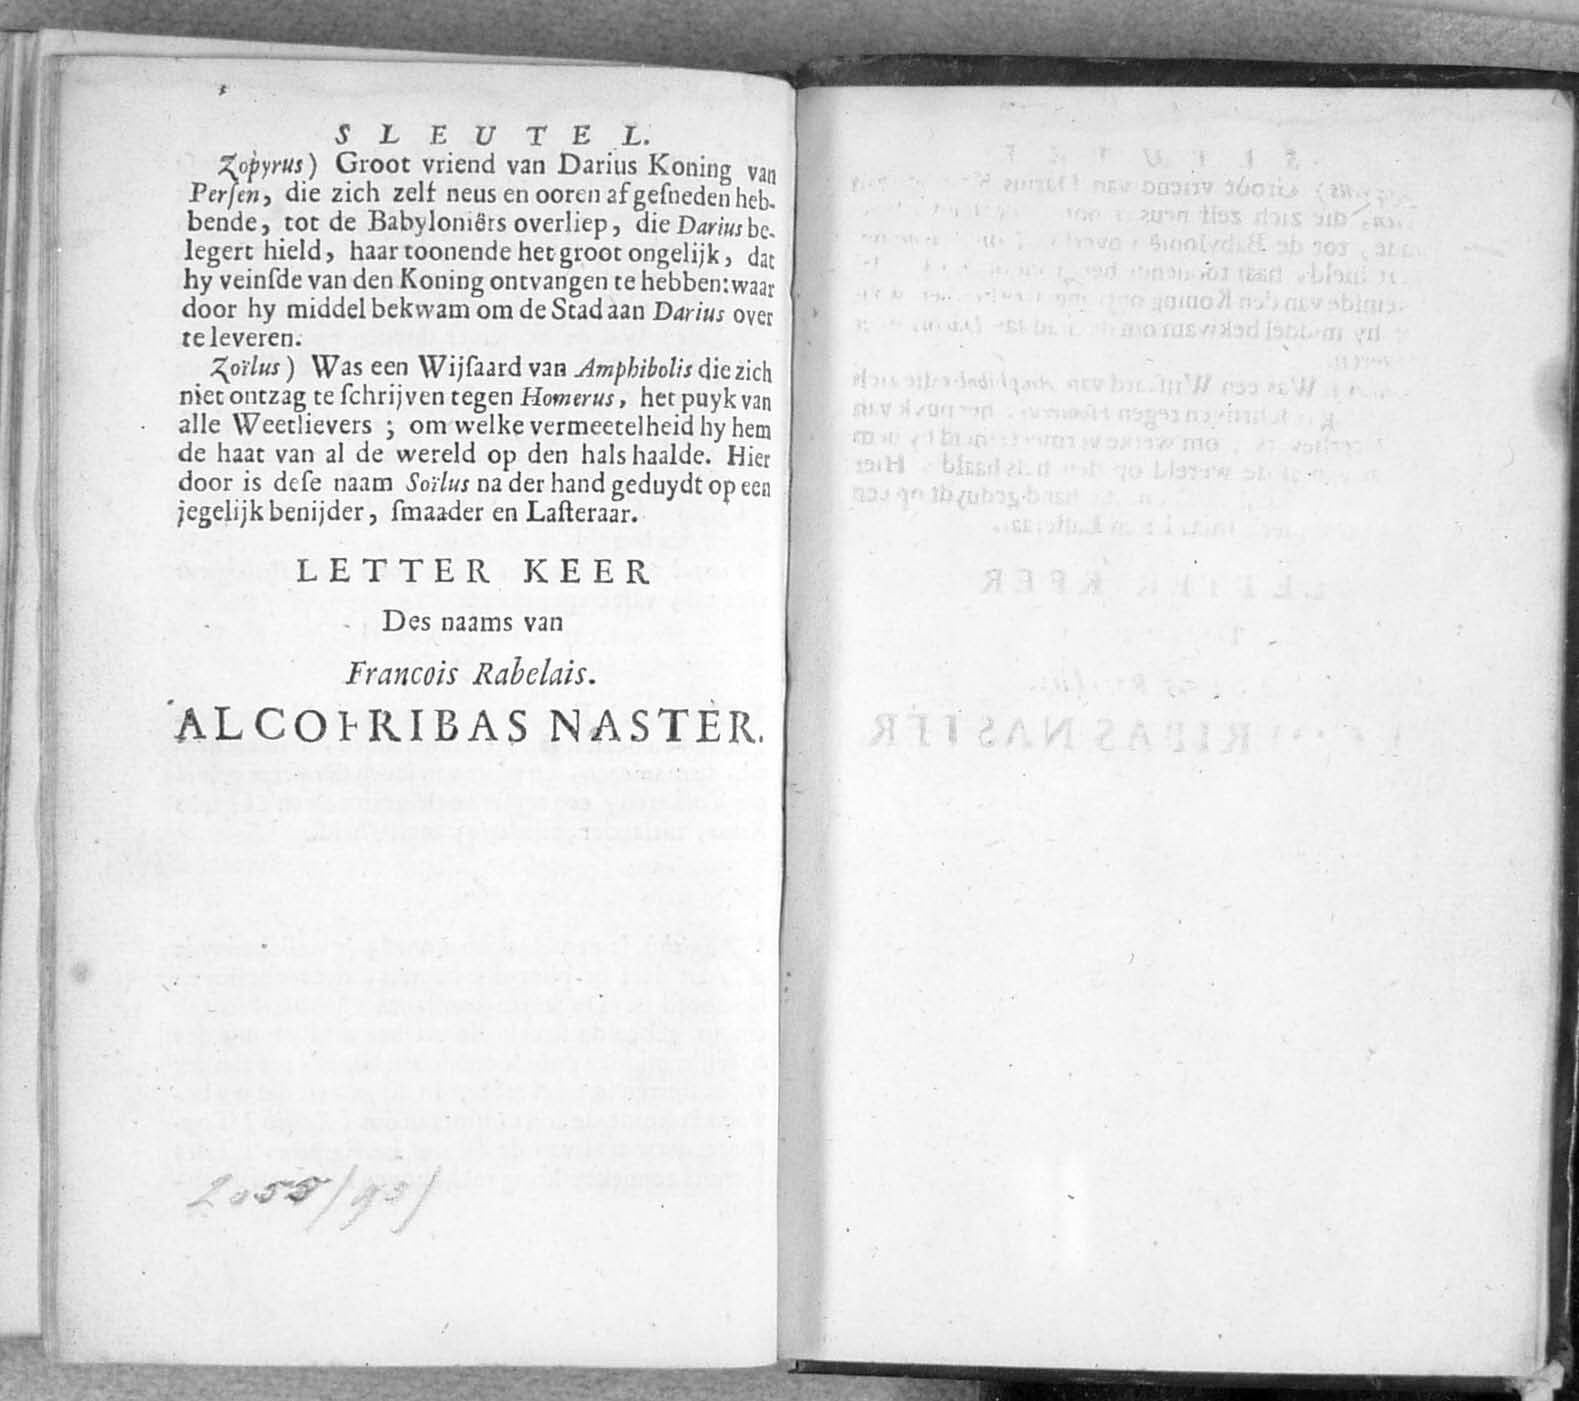 SLEUTEL.
Zopyrus) Groot vriend van Darius Koning van
Perſen, die zich zelf neus en ooren afgeſneden heb-
bende, tot de Babyloniërs overliep, die Darius be-
legert hield, haar toonende het groot ongelijk, dat
hy veinſde van den Koning ontvangen te hebben: waar
door hy middel bekwam om de Stad aan Darius over
te leveren.
Zoïlus) Was een Wijſaard van Amphibolis die zich
niet ontzag te ſchrijven tegen Homerus, het puyk van
alle Weetlievers ; om welke vermeetelheid hy hem
de haat van al de wereld op den hals haalde. Hier
door is deſe naam Soïlus na der hand geduydt op een
jegelijk benijder, ſmaader en Laſteraar.
LETTER KEER
Des naams van
Francois Rabelais.
ALCOFRIBAS NASTER.